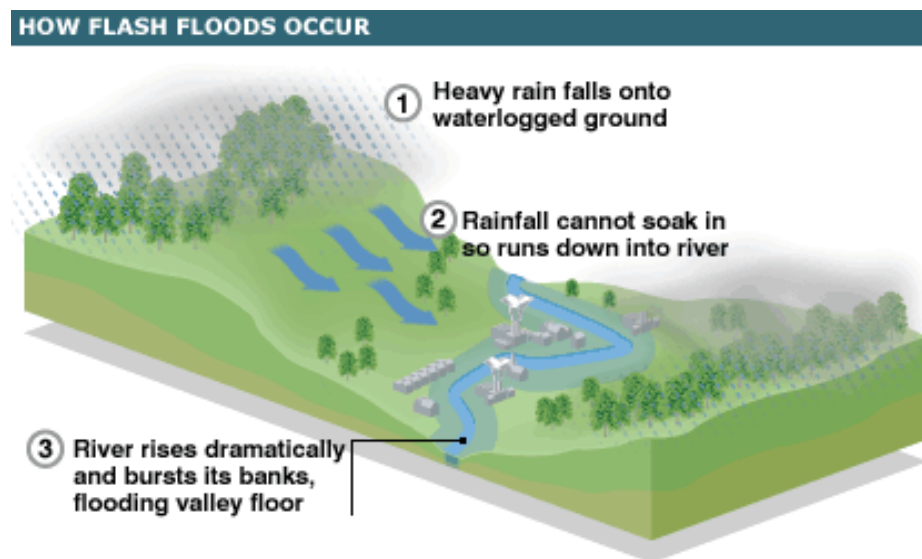 HOW FLASH FLOODS OCCUR
1 Heavy rain falls onto
waterlogged ground
2 Rainfall cannot soak in
so runs down into river
3 River rises dramatically
and bursts its banks,
flooding valley floor